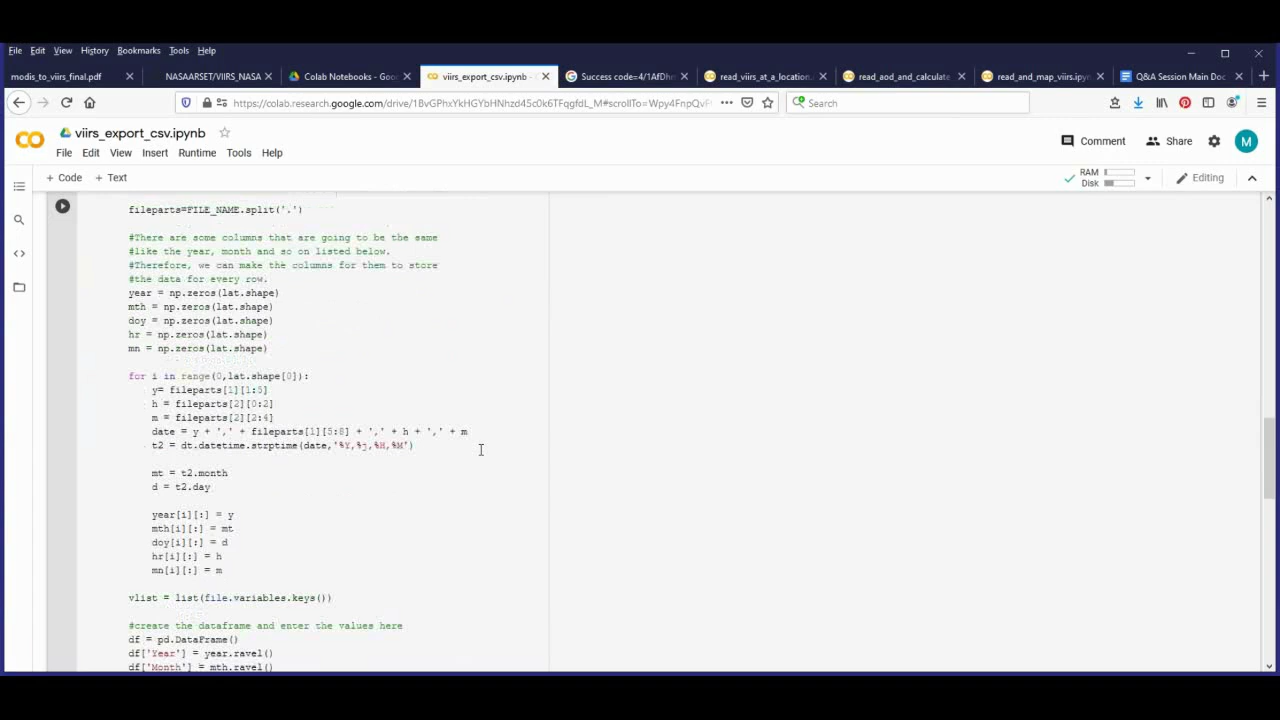 File Edit View History Bookmarks Tools Help
modis_to_viirs_final.pdf NASAARSET/VIIRS_NASA Colab Notebooks - Goo viirs_export_csv.ipynb - Success code=4/1AfDhm read_viirs_at_a_location. read_aod_and_calculate read_and_map_viirs.ipyn Q&A Session Main Doc
https://colab.research.google.com/drive/ Search
viirs_export_csv.ipynb
File Edit View Insert Runtime Tools Help
Comment Share M
+ Code + Text
RAM
Disk
Editing
fileparts=FILE_NAME.split('.')
#There are some columns that are going to be the same
#like the year, month and so on listed below.
#Therefore, we can make the columns for them to store
#the data for every row.
year = np.zeros(lat.shape)
mth = np.zeros(lat.shape)
doy = np.zeros(lat.shape)
hr = np.zeros(lat.shape)
mn = np.zeros(lat.shape)
for i in range(0,lat.shape[0]):
y= fileparts[1][1:5]
h = fileparts[2][0:2]
m = fileparts[2][2:4]
date = y + ',' + fileparts[1][5:8] + ',' + h + ',' + m
t2 = dt.datetime.strptime(date,'%Y,%j,%H,%M')
mt = t2.month
d = t2.day
year[i][:] = y
mth[i][:] = mt
doy[i][:] = d
hr[i][:] = h
mn[i][:] = m
vlist = list(file.variables.keys())
#create the dataframe and enter the values here
df = pd.DataFrame()
df['Year'] = year.ravel()
df['Month'] = mth.ravel()